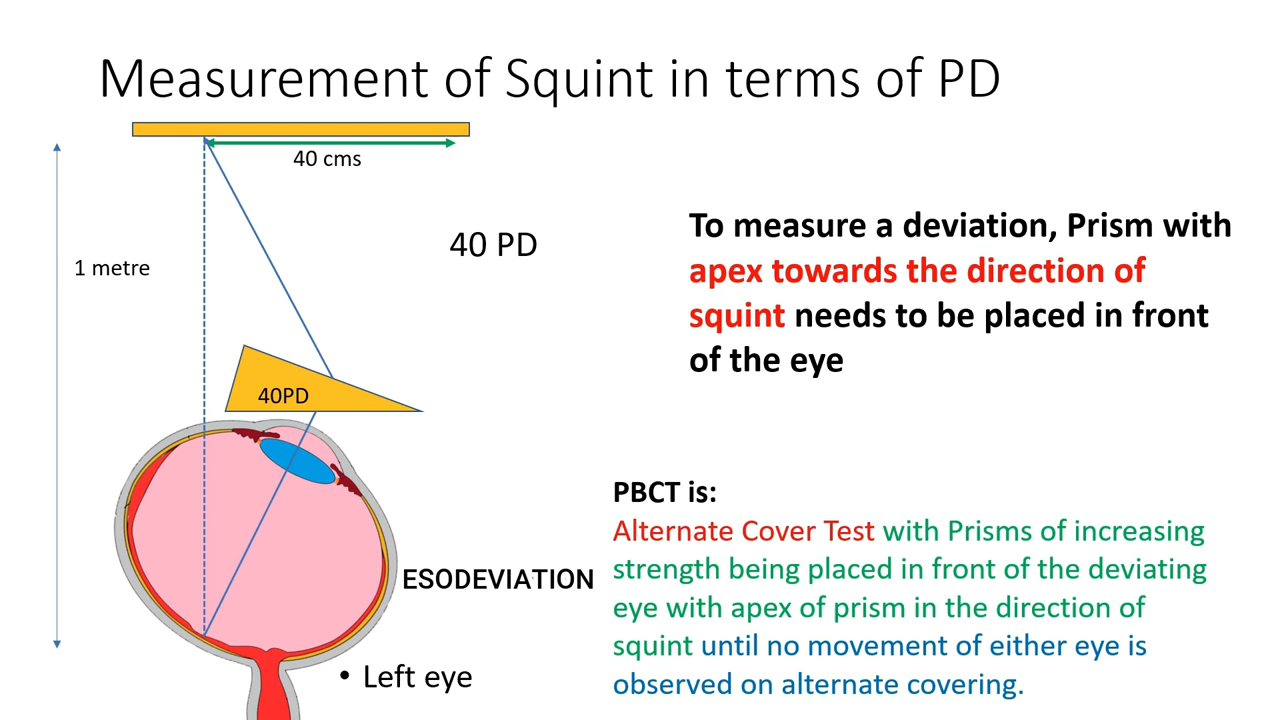 Measurement of Squint in terms of PD
40 cms
1 metre
40 PD
40PD
To measure a deviation, Prism with
apex towards the direction of
squint needs to be placed in front
of the eye
ESODEVIATION
• Left eye
PBCT is:
Alternate Cover Test with Prisms of increasing
strength being placed in front of the deviating
eye with apex of prism in the direction of
squint until no movement of either eye is
observed on alternate covering.